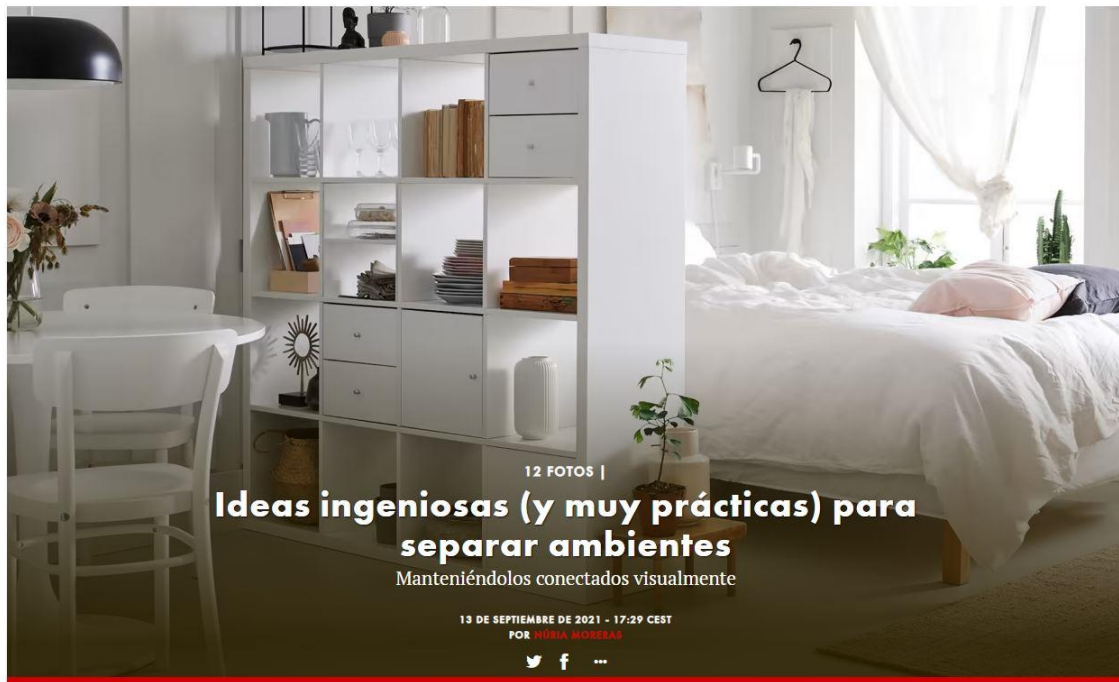 12 FOTOS |
Ideas ingeniosas (y muy prácticas) para
separar ambientes
Manteniéndolos conectados visualmente
13 DE SEPTIEMBRE DE 2021 - 17:29 CEST
POR NÚRIA MORERAS